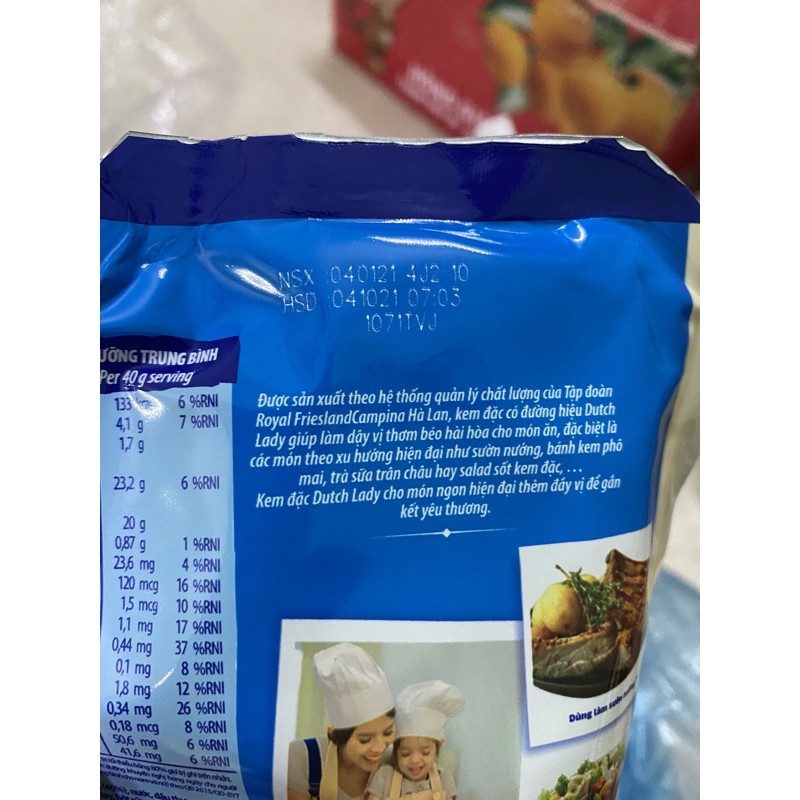 NSX :040121 4J2 10
HSD :041021 07:03
1071TVJ
ƯỠNG TRUNG BÌNH
Per 40 g serving
133 kcal 6 %RNI
4,1 g 7 %RNI
1,7 g
23,2 g 6 %RNI
20 g
0,87 g 1 %RNI
23,6 mg 4 %RNI
120 mcg 16 %RNI
1,5 mcg 10 %RNI
1,1 mg 17 %RNI
0,44 mg 37 %RNI
0,1 mg 8 %RNI
1,8 mg 12 %RNI
0,34 mg 26 %RNI
0,18 mcg 8 %RNI
50,6 mg 6 %RNI
41,6 mg 6 %RNI
Được sản xuất theo hệ thống quản lý chất lượng của Tập đoàn
Royal FrieslandCampina Hà Lan, kem đặc có đường hiệu Dutch
Lady giúp làm dậy vị thơm béo hài hòa cho món ăn, đặc biệt là
các món theo xu hướng hiện đại như sườn nướng, bánh kem phô
mai, trà sữa trân châu hay salad sốt kem đặc, ...
Kem đặc Dutch Lady cho món ngon hiện đại thêm đầy vị để gắn
kết yêu thương.
Dùng làm sườn